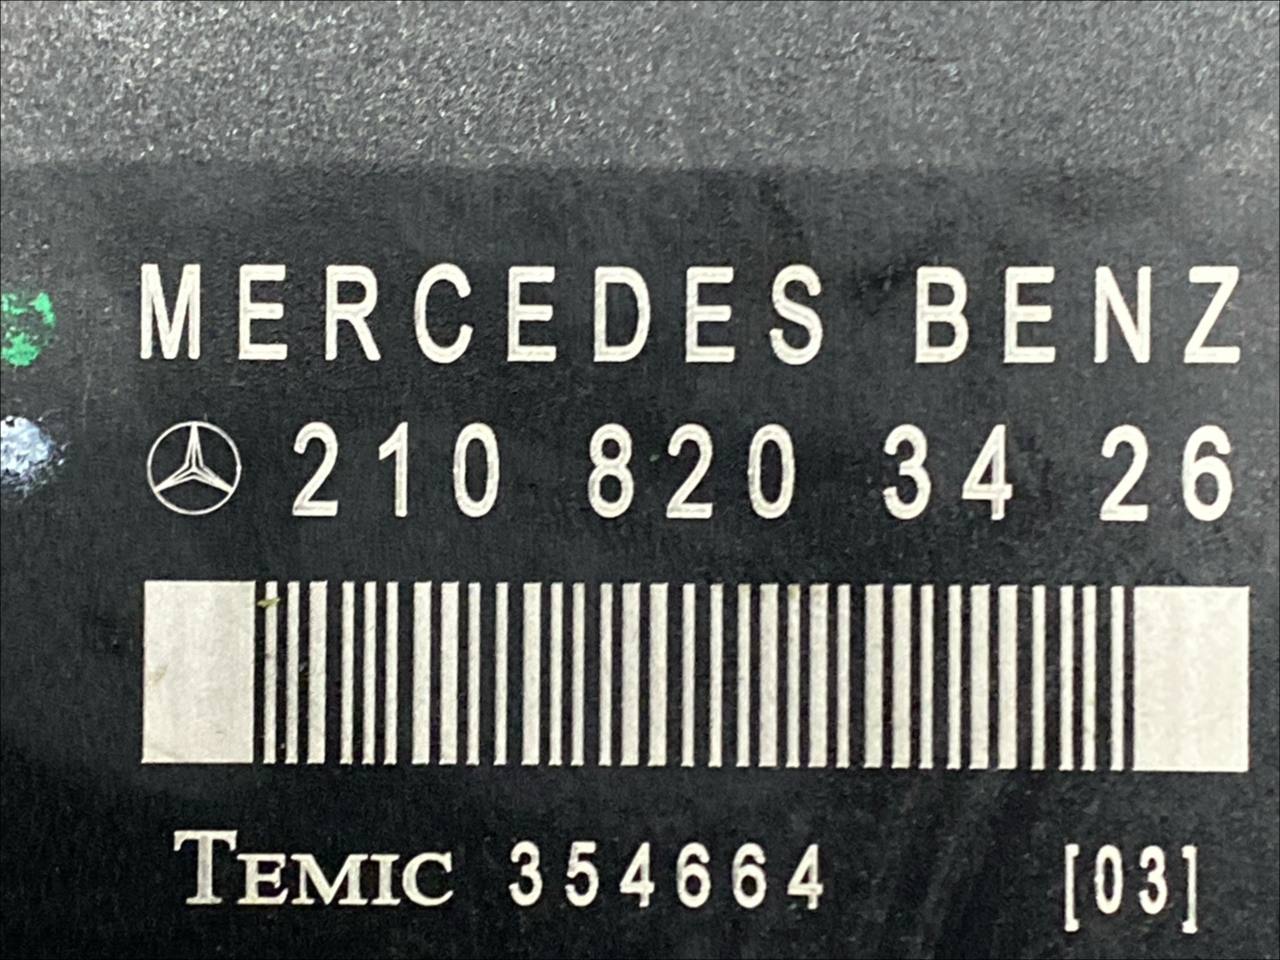 MERCEDES BENZ
210 820 34 26
TEMIC 354664 [03]